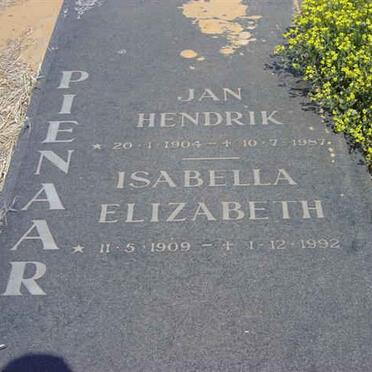 PIENAAR
JAN
HENDRIK
* 20-1-1904 - + 10-7-1987
ISABELLA
ELIZABETH
* 11-5-1909 - + 1-12-1992